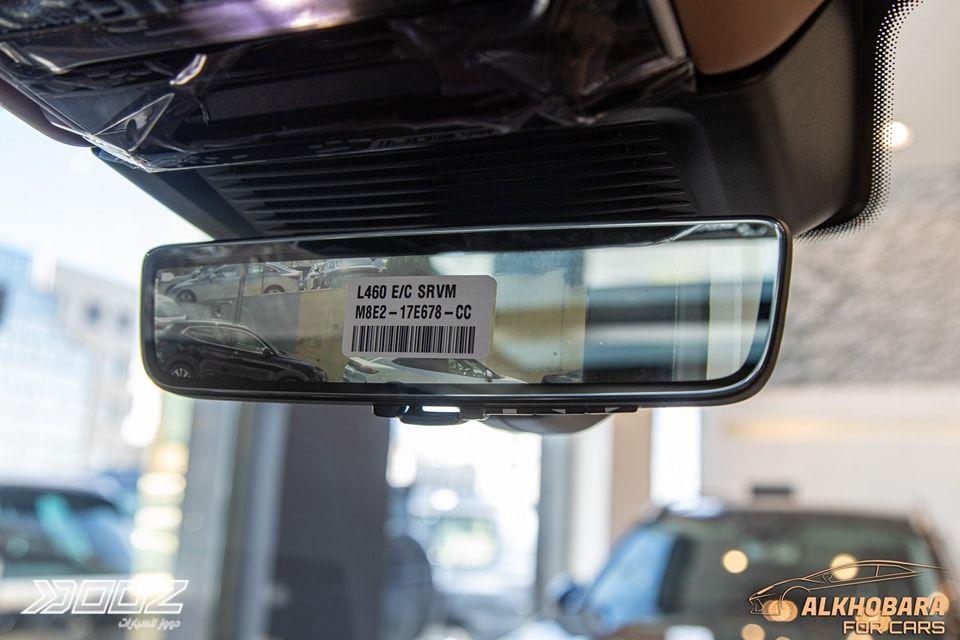 L460 E/C SRVM
M8E2-17E678-CC
DOOZ
دووز للسيارات
ALKHOBARA
FOR CARS